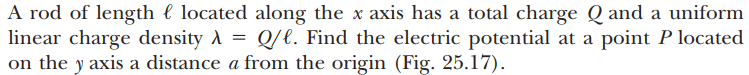 A rod of length ℓ located along the x axis has a total charge Q and a uniform
linear charge density λ = Q/ℓ. Find the electric potential at a point P located
on the y axis a distance a from the origin (Fig. 25.17).